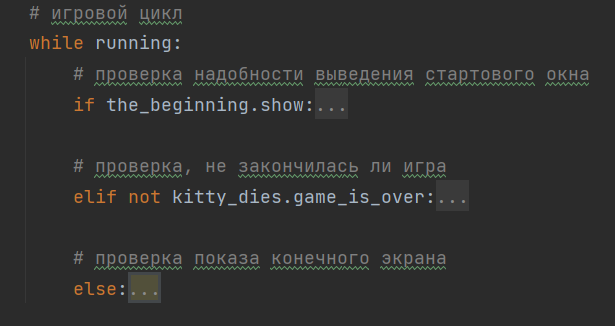 # игровой цикл
while running:
# проверка надобности выведения стартового окна
if the_beginning.show:...
# проверка, не закончилась ли игра
elif not kitty_dies.game_is_over:...
# проверка показа конечного экрана
else:...